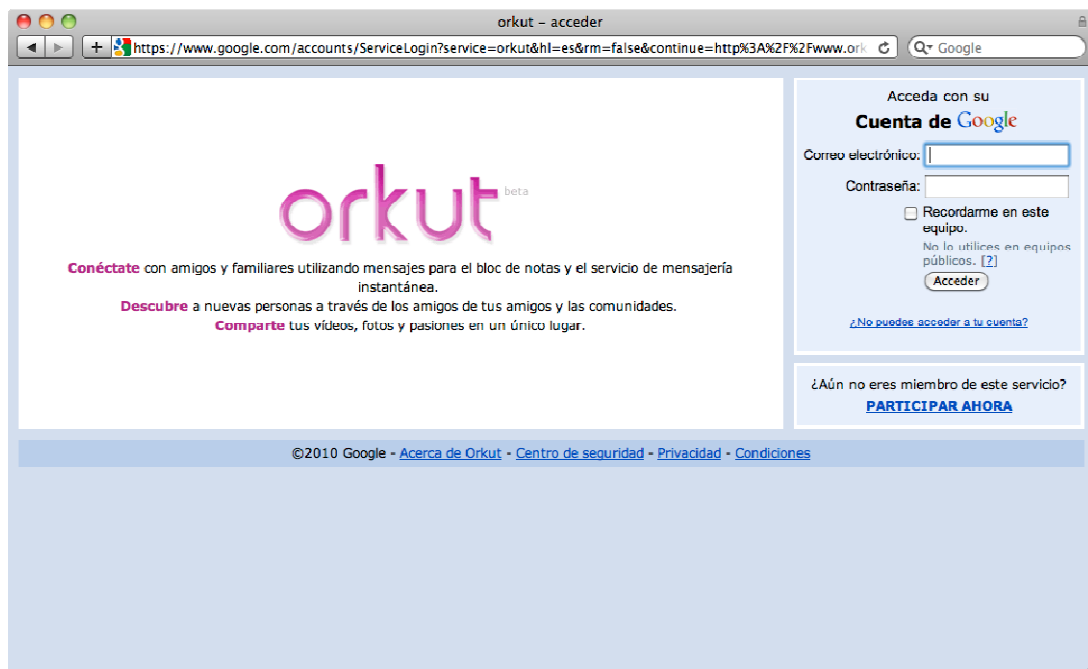 orkut – acceder
https://www.google.com/accounts/ServiceLogin?service=orkut&hl=es&rm=false&continue=http%3A%2F%2Fwww.ork
Google
orkut beta
Conéctate con amigos y familiares utilizando mensajes para el bloc de notas y el servicio de mensajería
instantánea.
Descubre a nuevas personas a través de los amigos de tus amigos y las comunidades.
Comparte tus vídeos, fotos y pasiones en un único lugar.
Acceda con su
Cuenta de Google
Correo electrónico:
Contraseña:
Recordarme en este
equipo.
No lo utilices en equipos
públicos. [?]
Acceder
¿No puedes acceder a tu cuenta?
¿Aún no eres miembro de este servicio?
PARTICIPAR AHORA
©2010 Google - Acerca de Orkut - Centro de seguridad - Privacidad - Condiciones